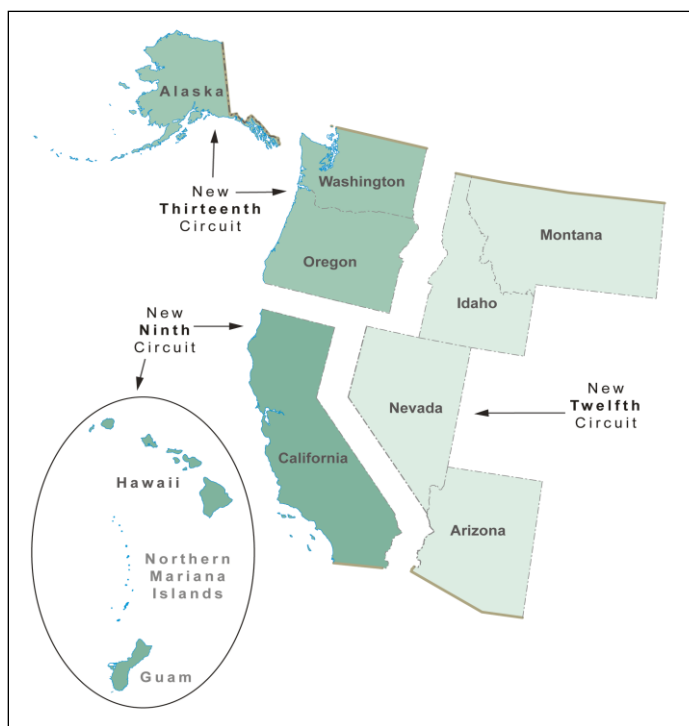 Alaska
New
Thirteenth
Circuit
Washington
Oregon
Montana
Idaho
New
Ninth
Circuit
Nevada
New
Twelfth
Circuit
California
Hawaii
Arizona
Northern
Mariana
Islands
Guam